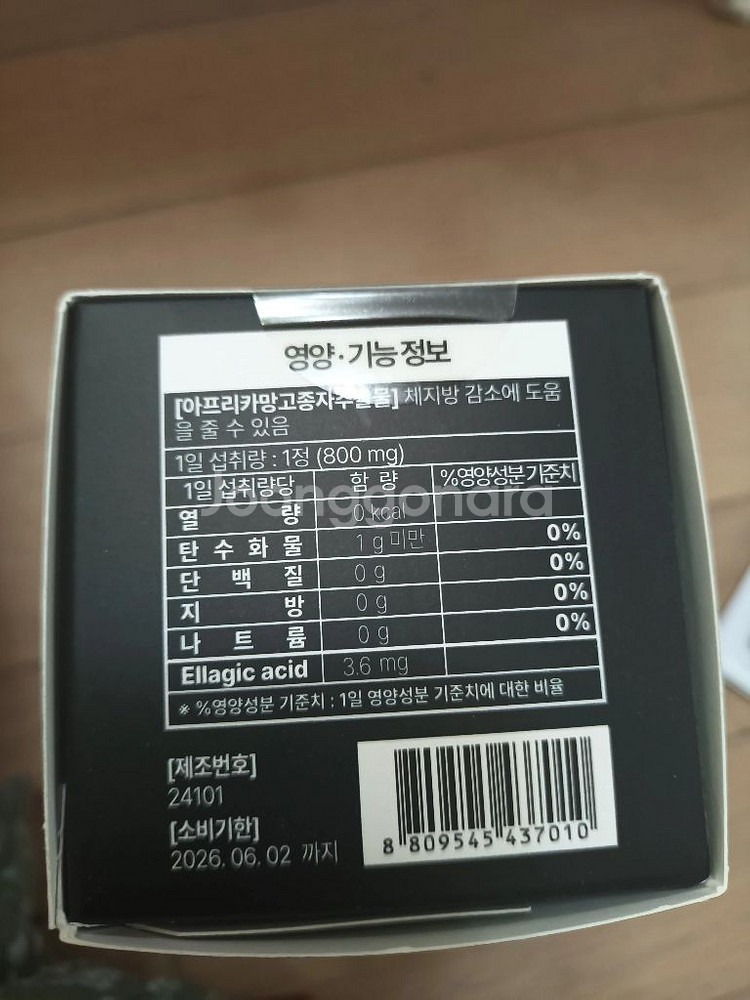 영양·기능정보
[아프리카망고종자추출물] 체지방 감소에 도움
을 줄 수 있음
1일 섭취량 : 1정 (800 mg)
1일 섭취량당 함 량 %영양성분기준치
열 량 0 kcal
탄 수 화 물 1 g 미만 0%
단 백 질 0 g 0%
지 방 0 g 0%
나 트 륨 0 g 0%
Ellagic acid 3.6 mg
※ %영양성분 기준치 : 1일 영양성분 기준치에 대한 비율
Joonggonara
[제조번호]
24101
[소비기한]
2026. 06. 02 까지
8 809545 437010